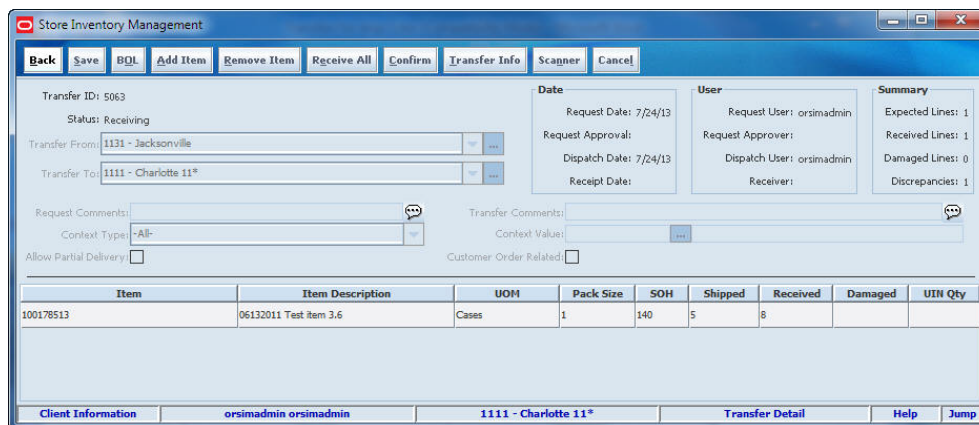 Store Inventory Management
Back Save BOL Add Item Remove Item Receive All Confirm Transfer Info Scanner Cancel
Transfer ID: 5063
Status: Receiving
Transfer From: 1131 - Jacksonville ...
Transfer To: 1111 - Charlotte 11* ...
Date
Request Date: 7/24/13
Request Approval:
Dispatch Date: 7/24/13
Receipt Date:
User
Request User: orsimadmin
Request Approver:
Dispatch User: orsimadmin
Receiver:
Summary
Expected Lines: 1
Received Lines: 1
Damaged Lines: 0
Discrepancies: 1
Request Comments: Transfer Comments:
Context Type: -All- Context Value: ...
Allow Partial Delivery: Customer Order Related:
Item Item Description UOM Pack Size SOH Shipped Received Damaged UIN Qty
100178513 06132011 Test item 3.6 Cases 1 140 5 8
Client Information orsimadmin orsimadmin 1111 - Charlotte 11* Transfer Detail Help Jump